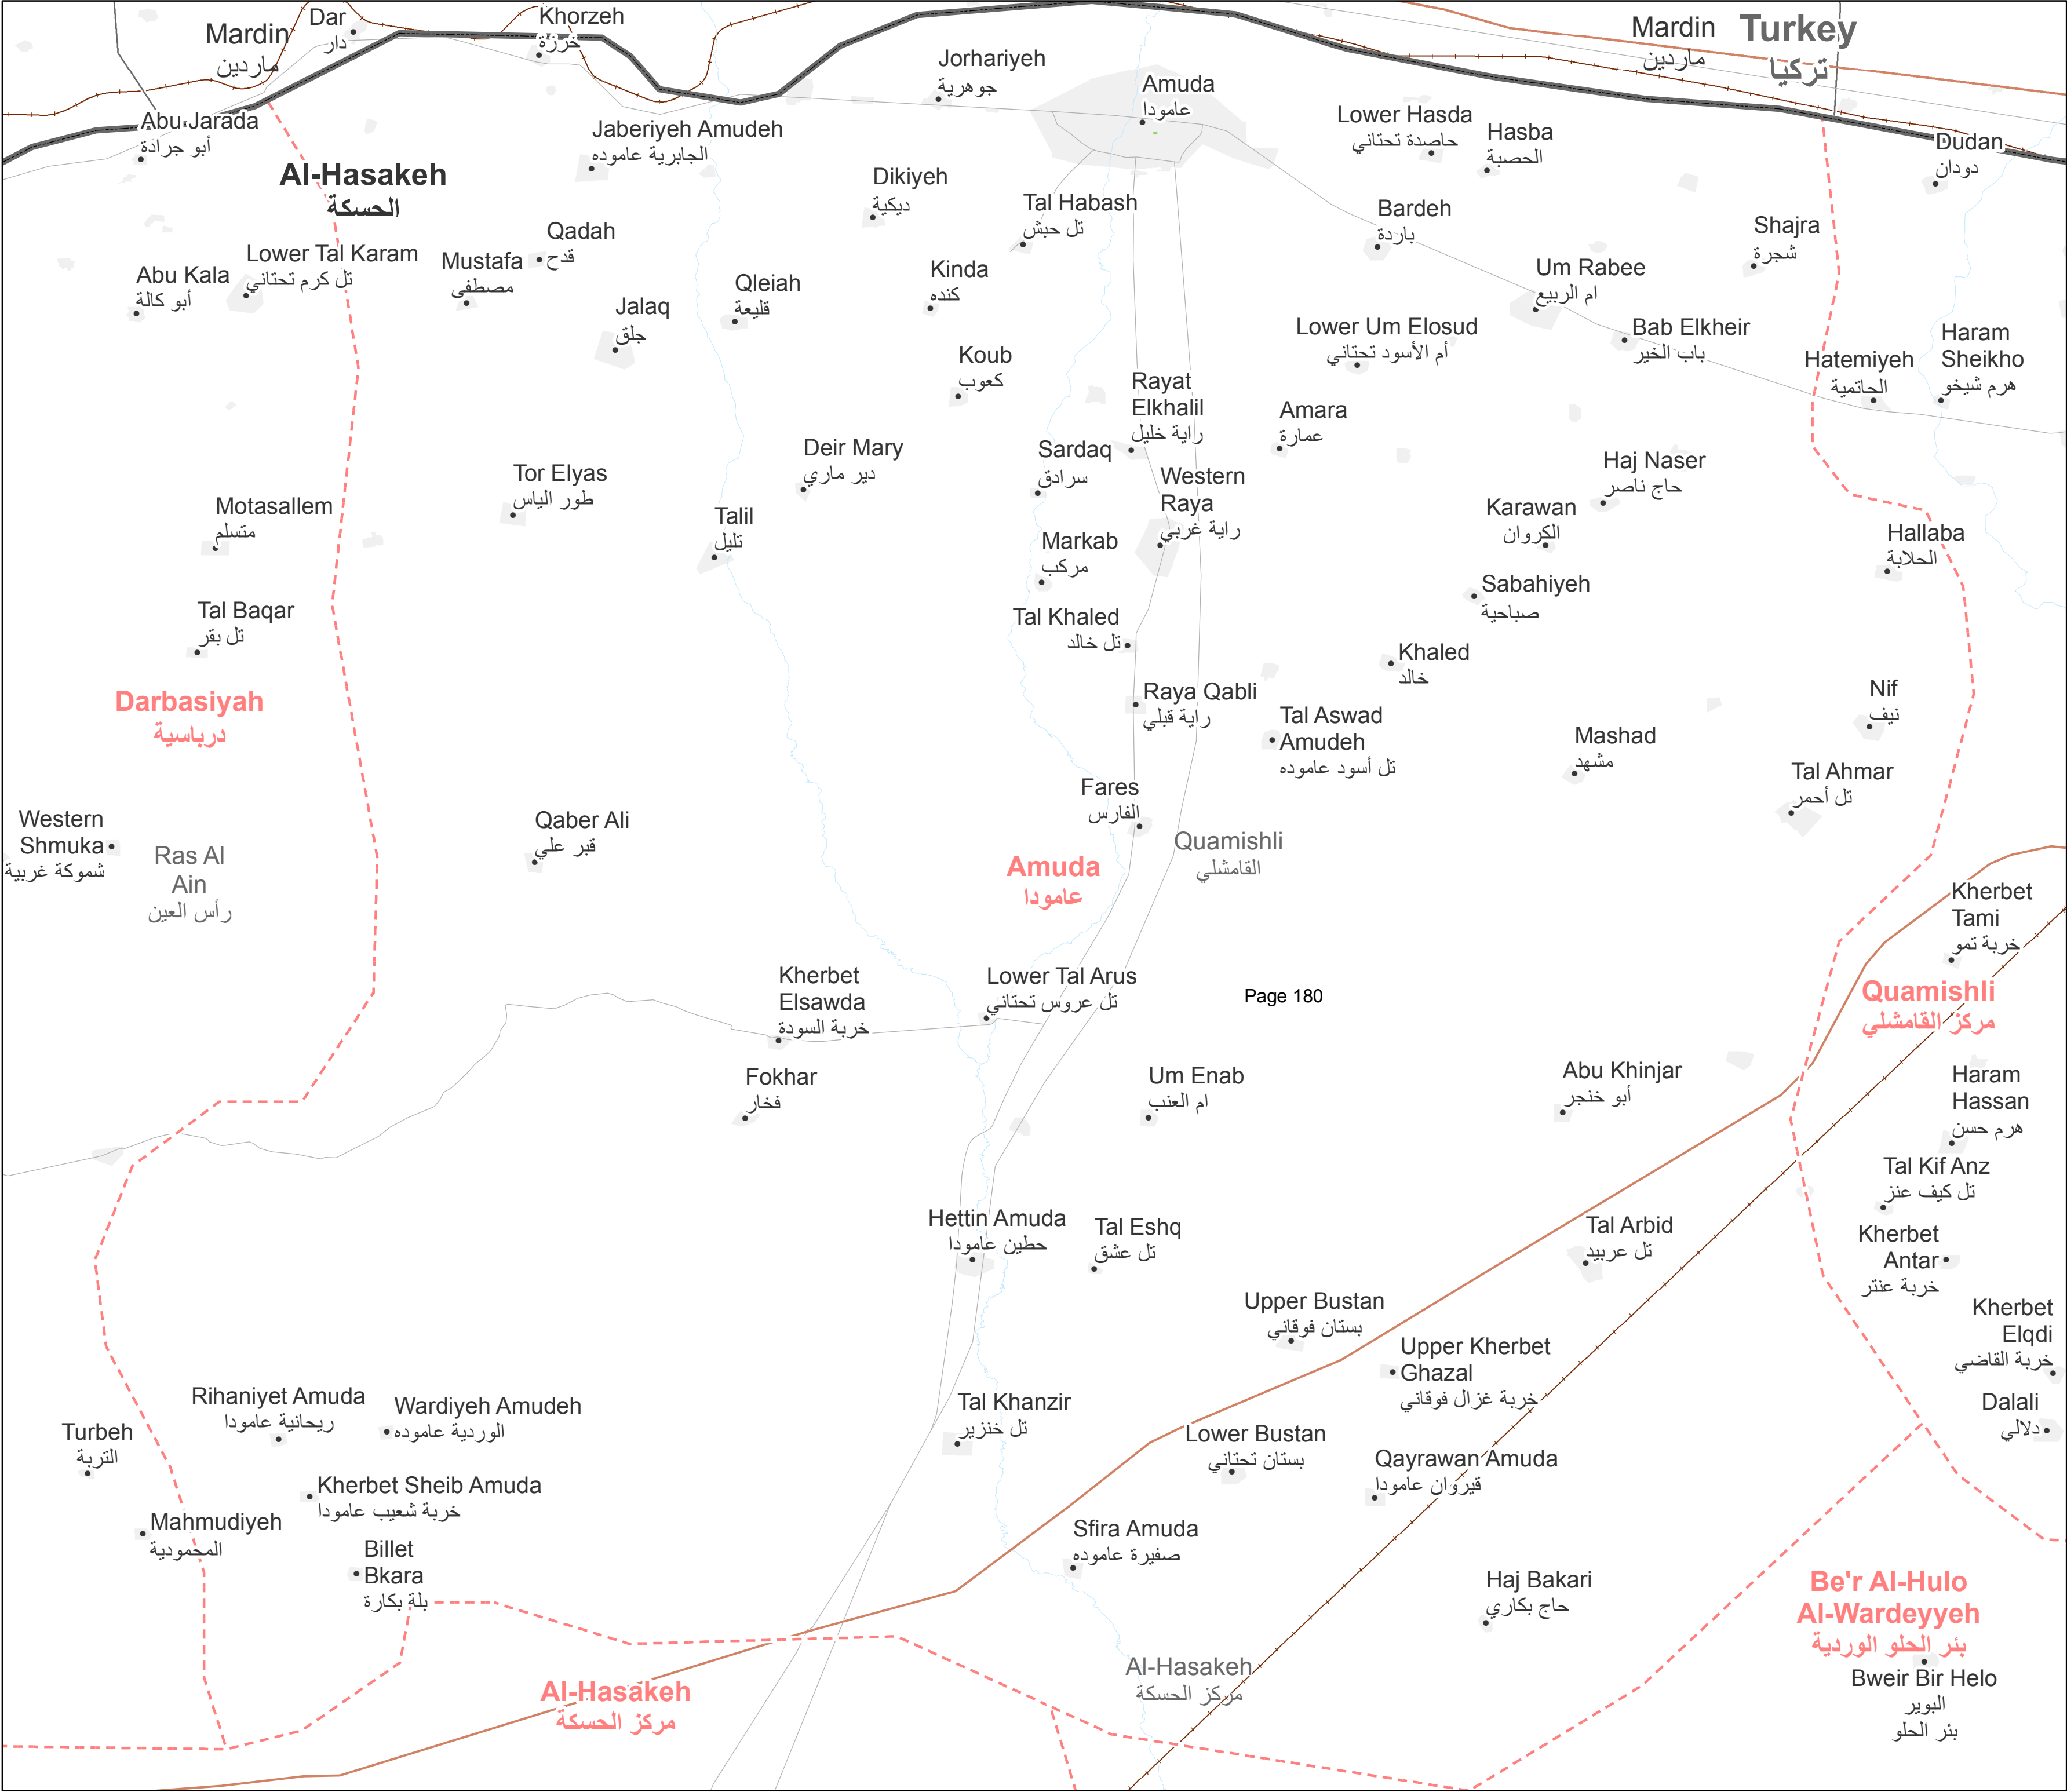 Dar
دار
Khorzeh
خرزة
Mardin
ماردين
Mardin
ماردين
Turkey
تركيا
Jorhariyeh
جوهرية
Amuda
عامودا
Abu Jarada
أبو جرادة
Jaberiyeh Amudeh
الجابرية عاموده
Lower Hasda
حاصدة تحتاني
Hasba
الحصبة
Dudan
دودان
Al-Hasakeh
الحسكة
Dikiyeh
ديكية
Tal Habash
تل حبش
Bardeh
باردة
Shajra
شجرة
Qadah
قدح
Lower Tal Karam
تل كرم تحتاني
Mustafa
مصطفى
Abu Kala
أبو كالة
Qleiah
قليعة
Kinda
كنده
Um Rabee
ام الربيع
Jalaq
جلق
Lower Um Elosud
أم الأسود تحتاني
Bab Elkheir
باب الخير
Hatemiyeh
الحاتمية
Haram
Sheikho
هرم شيخو
Koub
كعوب
Rayat
Elkhalil
راية خليل
Amara
عمارة
Deir Mary
دير ماري
Sardaq
سرادق
Haj Naser
حاج ناصر
Tor Elyas
طور الياس
Western
Raya
راية غربي
Motasallem
متسلم
Talil
تليل
Karawan
الكروان
Markab
مركب
Hallaba
الحلابة
Sabahiyeh
صباحية
Tal Baqar
تل بقر
Tal Khaled
تل خالد
Khaled
خالد
Darbasiyah
درباسية
Raya Qabli
راية قبلي
Nif
نيف
Tal Aswad
Amudeh
تل أسود عاموده
Mashad
مشهد
Tal Ahmar
تل أحمر
Fares
الفارس
Western
Shmuka
شموكة غربية
Qaber Ali
قبر علي
Quamishli
القامشلي
Ras Al
Ain
رأس العين
Amuda
عامودا
Kherbet
Tami
خربة تمو
Kherbet
Elsawda
خربة السودة
Lower Tal Arus
تل عروس تحتاني
Page 180
Quamishli
مركز القامشلي
Fokhar
فخار
Um Enab
ام العنب
Abu Khinjar
أبو خنجر
Haram
Hassan
هرم حسن
Tal Kif Anz
تل كيف عنز
Hettin Amuda
حطين عامودا
Tal Eshq
تل عشق
Tal Arbid
تل عربيد
Kherbet
Antar
خربة عنتر
Upper Bustan
بستان فوقاني
Kherbet
Elqdi
خربة القاضي
Upper Kherbet
Ghazal
خربة غزال فوقاني
Rihaniyet Amuda
ريحانية عامودا
Wardiyeh Amudeh
الوردية عاموده
Tal Khanzir
تل خنزير
Dalali
دلالي
Turbeh
التربة
Lower Bustan
بستان تحتاني
Qayrawan Amuda
قيروان عامودا
Kherbet Sheib Amuda
خربة شعيب عامودا
Mahmudiyeh
المحمودية
Sfira Amuda
صفيرة عاموده
Billet
Bkara
بلة بكارة
Haj Bakari
حاج بكاري
Be'r Al-Hulo
Al-Wardeyyeh
بئر الحلو الوردية
Al-Hasakeh
مركز الحسكة
Bweir Bir Helo
البوير
بئر الحلو
Al-Hasakeh
مركز الحسكة